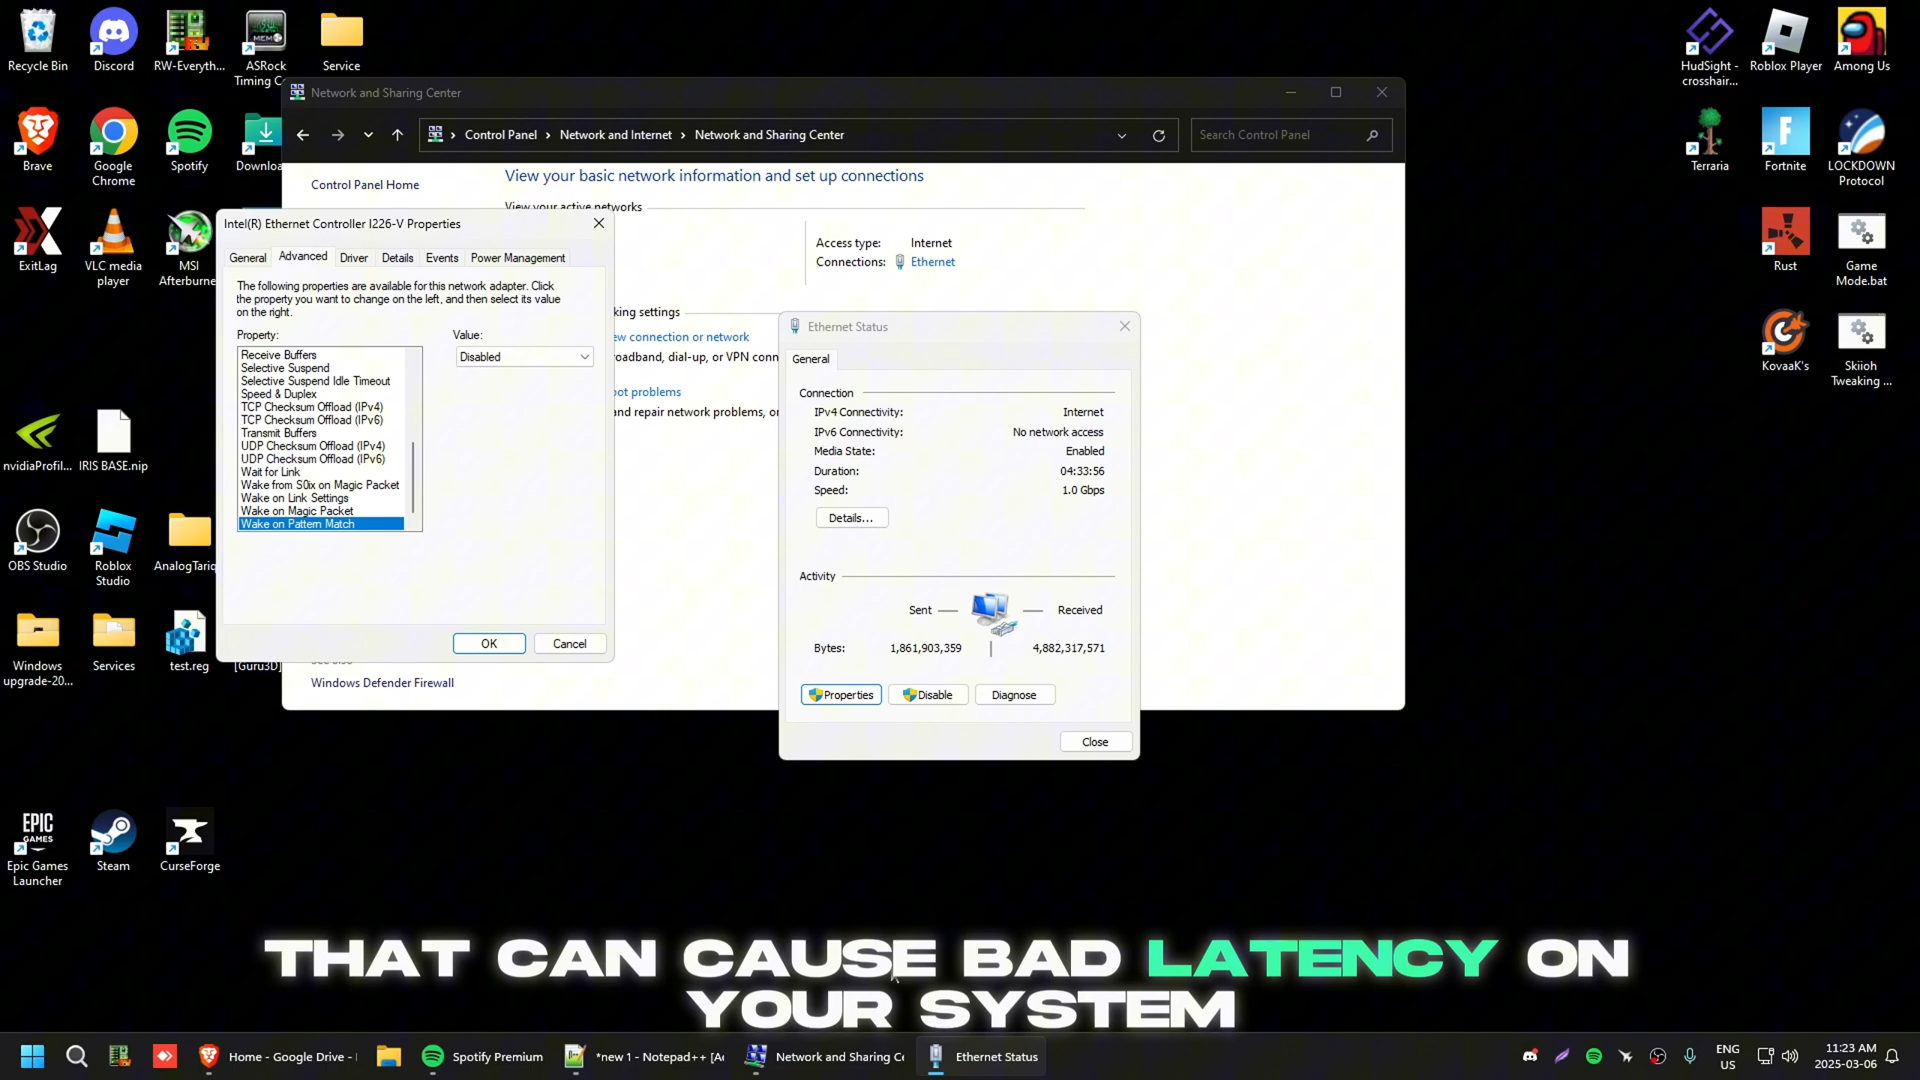 Recycle Bin
Discord
RW-Everyth...
ASRock
Timing C
Service
Brave
Google
Chrome
Spotify
Downloa
ExitLag
VLC media
player
MSI
Afterburne
nvidiaProfil...
IRIS BASE.nip
OBS Studio
Roblox
Studio
AnalogTariq
Windows
upgrade-20...
Services
test.reg
[Guru3D]
EPIC
GAMES
Epic Games
Launcher
Steam
CurseForge
HudSight -
crosshair...
Roblox Player
Among Us
Terraria
Fortnite
LOCKDOWN
Protocol
Rust
Game
Mode.bat
KovaaK's
Skiioh
Tweaking ...
Network and Sharing Center
Control Panel > Network and Internet > Network and Sharing Center
Search Control Panel
Control Panel Home
View your basic network information and set up connections
View your active networks
Access type: Internet
Connections: Ethernet
king settings
ew connection or network
oadband, dial-up, or VPN conn
oot problems
and repair network problems, or
Windows Defender Firewall
Intel(R) Ethernet Controller I226-V Properties
General Advanced Driver Details Events Power Management
The following properties are available for this network adapter. Click
the property you want to change on the left, and then select its value
on the right.
Property:
Value:
Disabled
Receive Buffers
Selective Suspend
Selective Suspend Idle Timeout
Speed & Duplex
TCP Checksum Offload (IPv4)
TCP Checksum Offload (IPv6)
Transmit Buffers
UDP Checksum Offload (IPv4)
UDP Checksum Offload (IPv6)
Wait for Link
Wake from S0ix on Magic Packet
Wake on Link Settings
Wake on Magic Packet
Wake on Pattern Match
OK Cancel
Ethernet Status
General
Connection
IPv4 Connectivity: Internet
IPv6 Connectivity: No network access
Media State: Enabled
Duration: 04:33:56
Speed: 1.0 Gbps
Details...
Activity
Sent — — Received
Bytes: 1,861,903,359 | 4,882,317,571
Properties Disable Diagnose
Close
THAT CAN CAUSE BAD LATENCY ON
YOUR SYSTEM
Home - Google Drive -
Spotify Premium
*new 1 - Notepad++ [A
Network and Sharing Ce
Ethernet Status
ENG
US
11:23 AM
2025-03-06